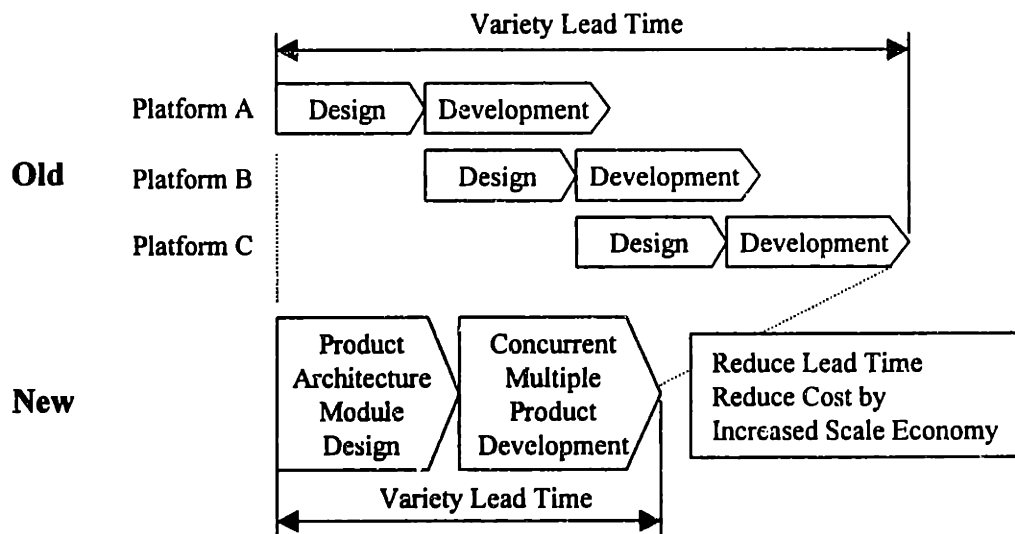 Variety Lead Time
Platform A
Design
Development
Old
Platform B
Design
Development
Platform C
Design
Development
New
Product
Architecture
Module
Design
Concurrent
Multiple
Product
Development
Reduce Lead Time
Reduce Cost by
Increased Scale Economy
Variety Lead Time